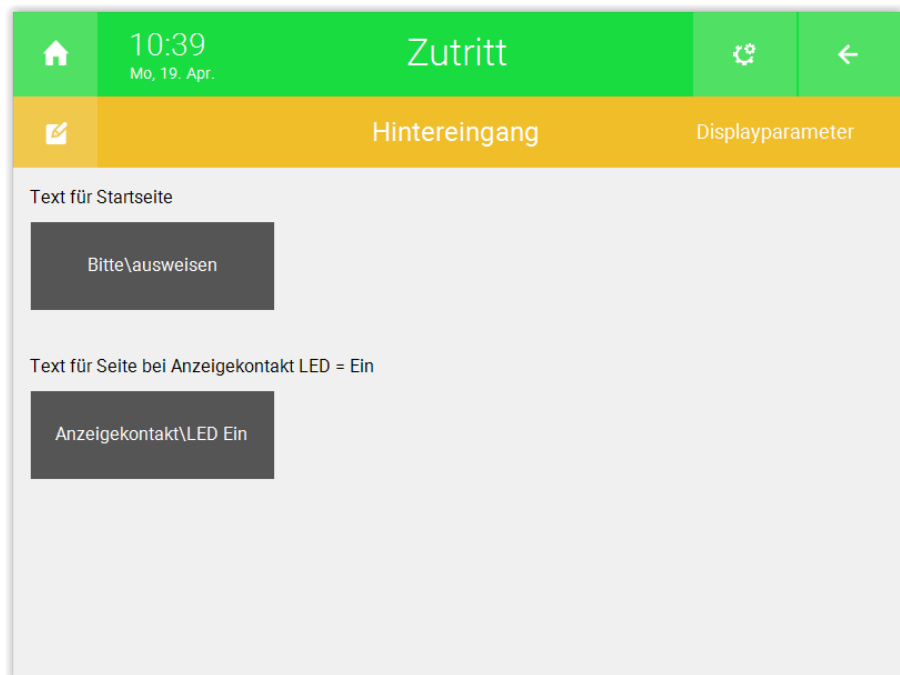 10:39
Mo, 19. Apr.
Zutritt
Hintereingang
Displayparameter
Text für Startseite
Bitte\ausweisen
Text für Seite bei Anzeigekontakt LED = Ein
Anzeigekontakt\LED Ein